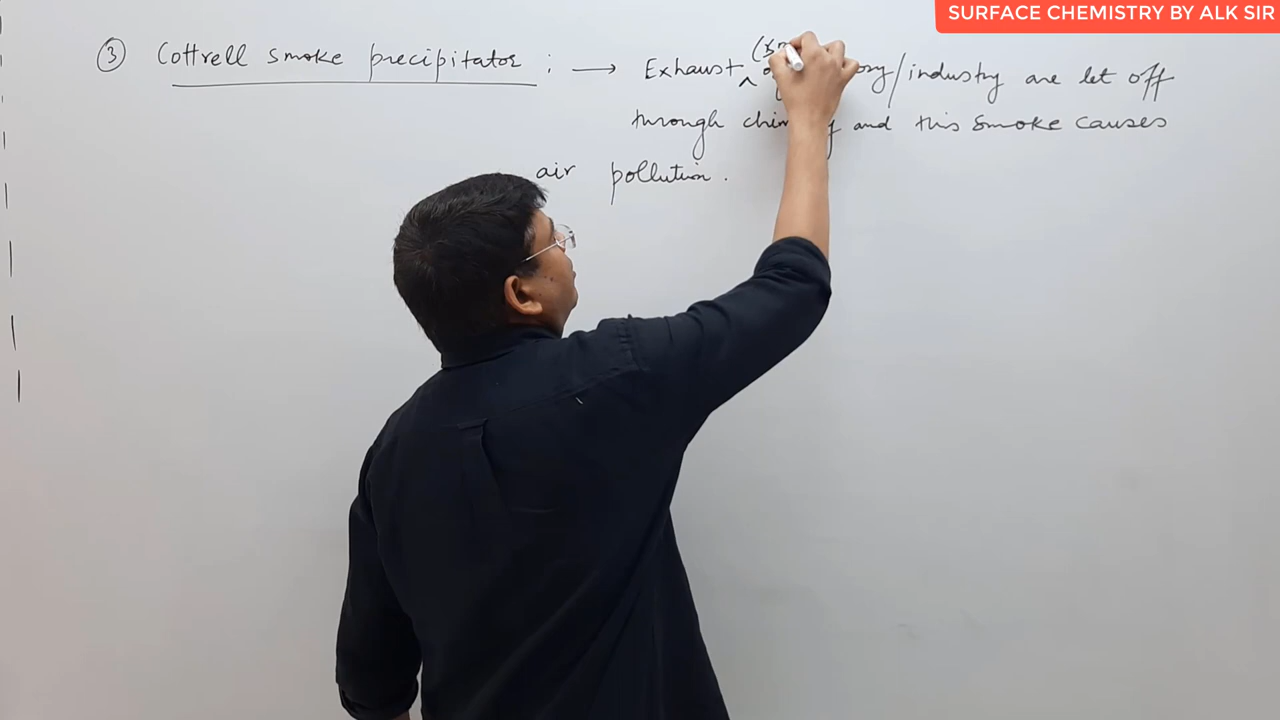 SURFACE CHEMISTRY BY ALK SIR
③ Cottrell smoke precipitator : → Exhaust ^ /industry are let off
through and this smoke causes
air pollution.